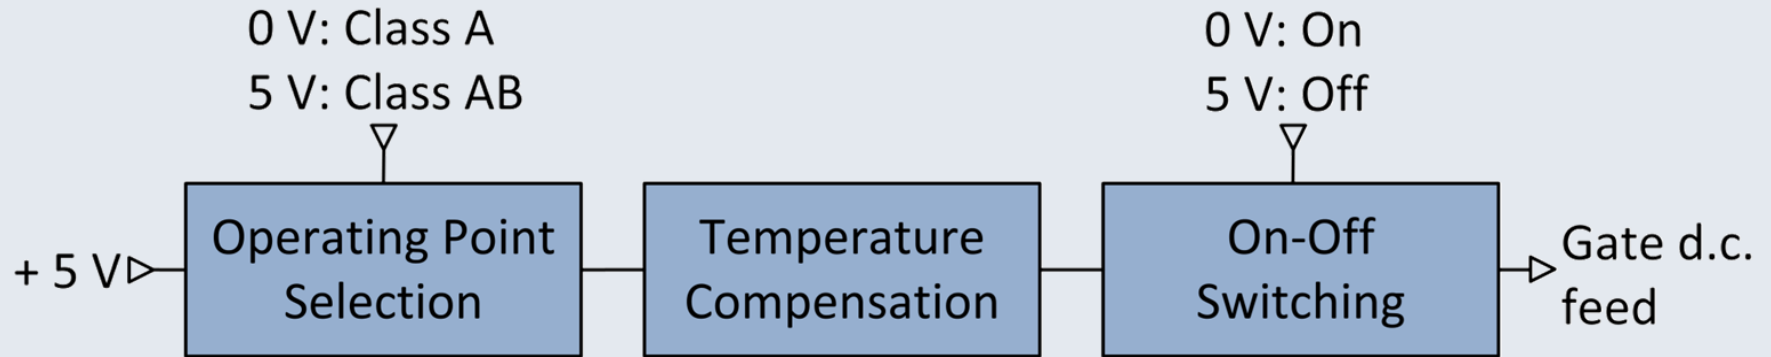 0 V: Class A
5 V: Class AB
0 V: On
5 V: Off
+ 5 V
Operating Point
Selection
Temperature
Compensation
On-Off
Switching
Gate d.c.
feed